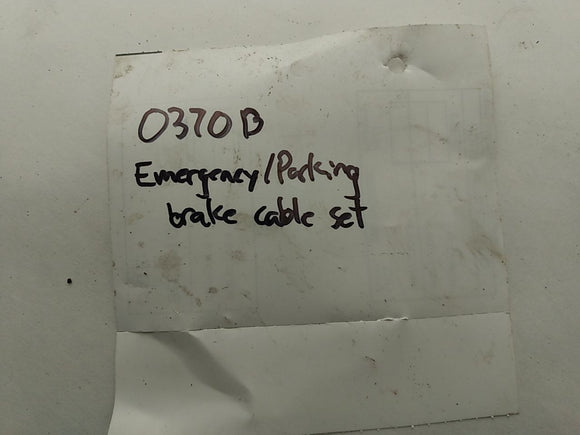 0370B
Emergency/Parking
brake cable set